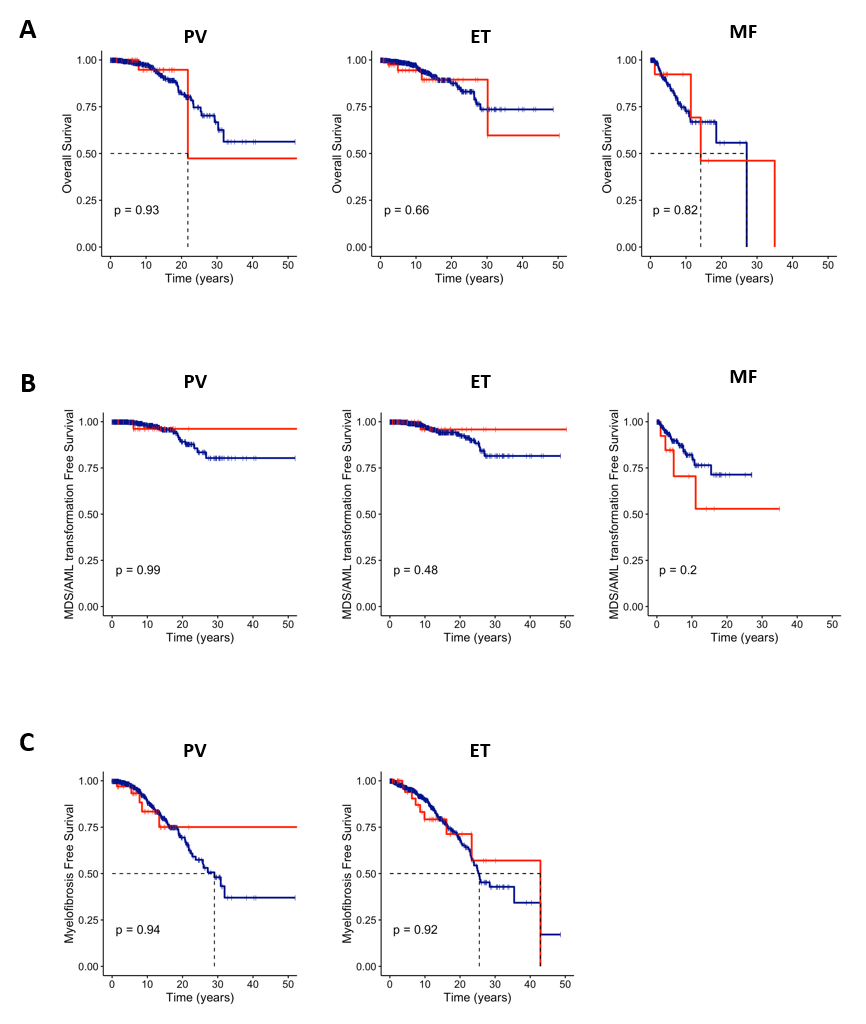 A
PV
ET
MF
Overall Surival
1.00
0.75
0.50
0.25
0.00
p = 0.93
0 10 20 30 40 50
Time (years)
Overall Surival
1.00
0.75
0.50
0.25
0.00
p = 0.66
0 10 20 30 40 50
Time (years)
Overall Surival
1.00
0.75
0.50
0.25
0.00
p = 0.82
0 10 20 30 40 50
Time (years)
B
PV
ET
MF
MDS/AML transformation Free Survival
1.00
0.75
0.50
0.25
0.00
p = 0.99
0 10 20 30 40 50
Time (years)
MDS/AML transformation Free Survival
1.00
0.75
0.50
0.25
0.00
p = 0.48
0 10 20 30 40 50
Time (years)
MDS/AML transformation Free Survival
1.00
0.75
0.50
0.25
0.00
p = 0.2
0 10 20 30 40 50
Time (years)
C
PV
ET
Myelofibrosis Free Surival
1.00
0.75
0.50
0.25
0.00
p = 0.94
0 10 20 30 40 50
Time (years)
Myelofibrosis Free Surival
1.00
0.75
0.50
0.25
0.00
p = 0.92
0 10 20 30 40 50
Time (years)